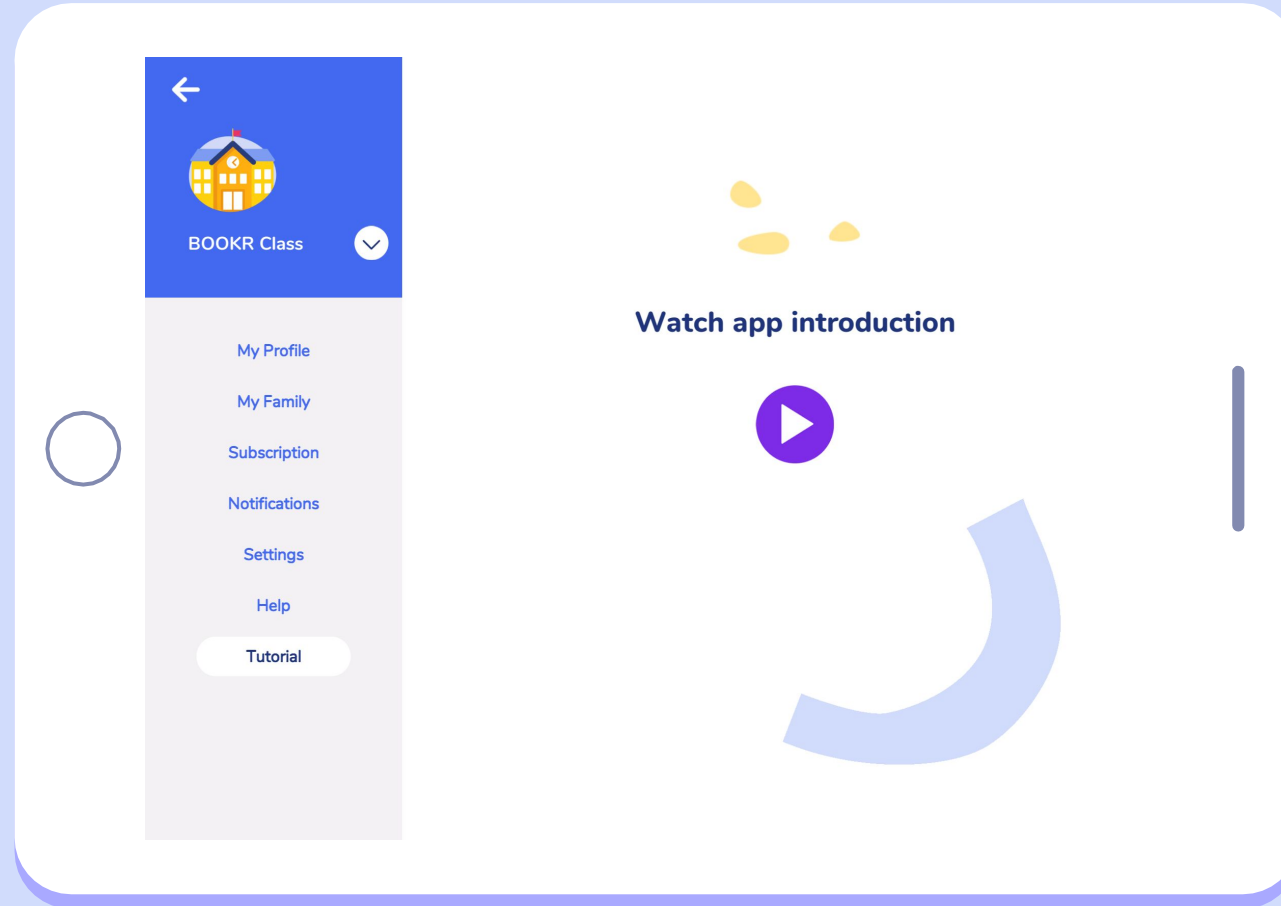 BOOKR Class
My Profile
My Family
Subscription
Notifications
Settings
Help
Tutorial
Watch app introduction